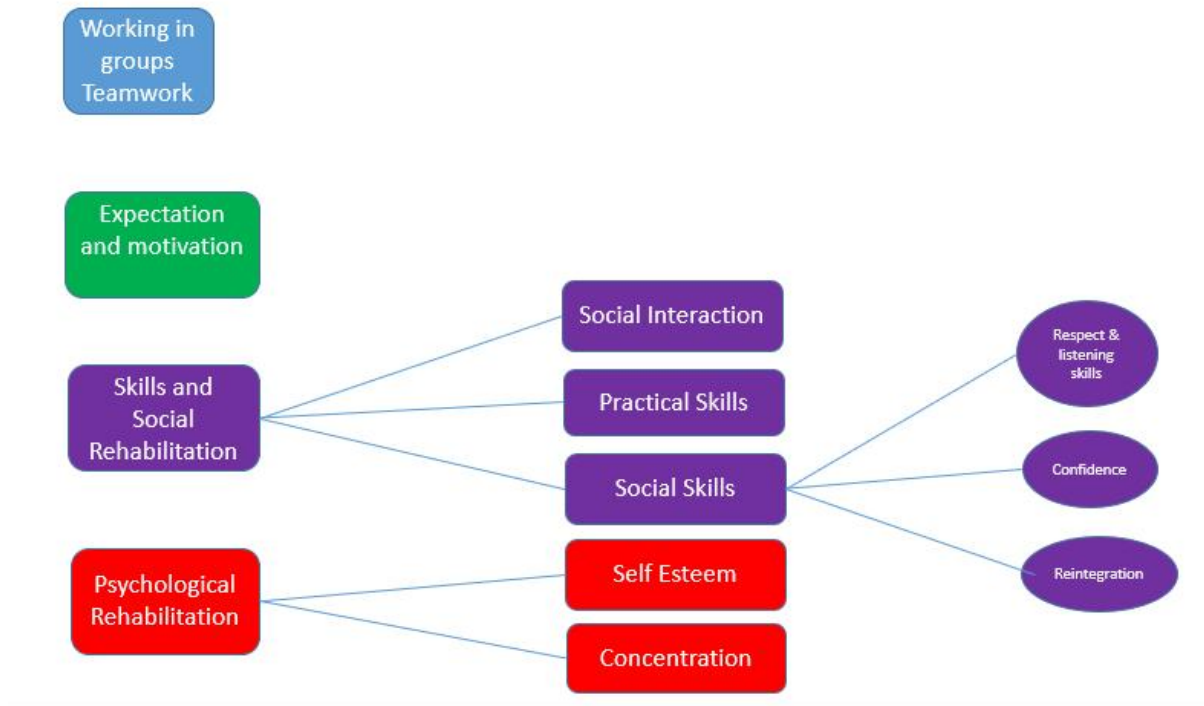 Working in
groups
Teamwork
Expectation
and motivation
Skills and
Social
Rehabilitation
Psychological
Rehabilitation
Social Interaction
Practical Skills
Social Skills
Self Esteem
Concentration
Respect &
listening
skills
Confidence
Reintegration